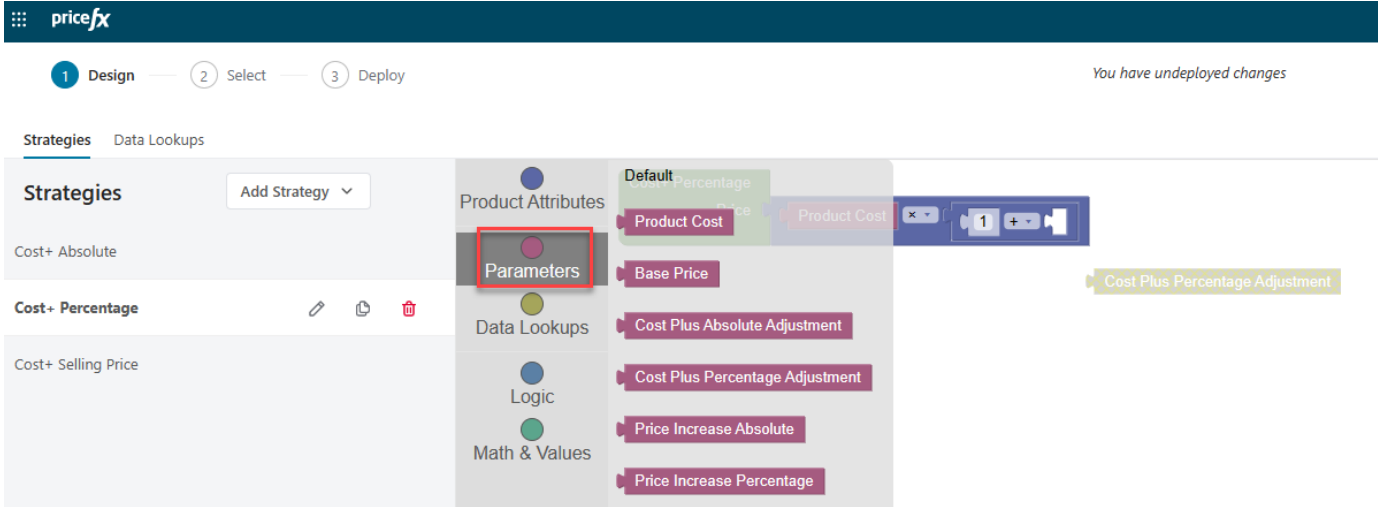 pricefx
1 Design 2 Select 3 Deploy
You have undeployed changes
Strategies Data Lookups
Strategies
Add Strategy
Cost+ Absolute
Cost+ Percentage
Cost+ Selling Price
Product Attributes
Parameters
Data Lookups
Logic
Math & Values
Default
Product Cost
Base Price
Cost Plus Absolute Adjustment
Cost Plus Percentage Adjustment
Price Increase Absolute
Price Increase Percentage
Cost+ Percentage
Price Product Cost × 1 +
Cost Plus Percentage Adjustment